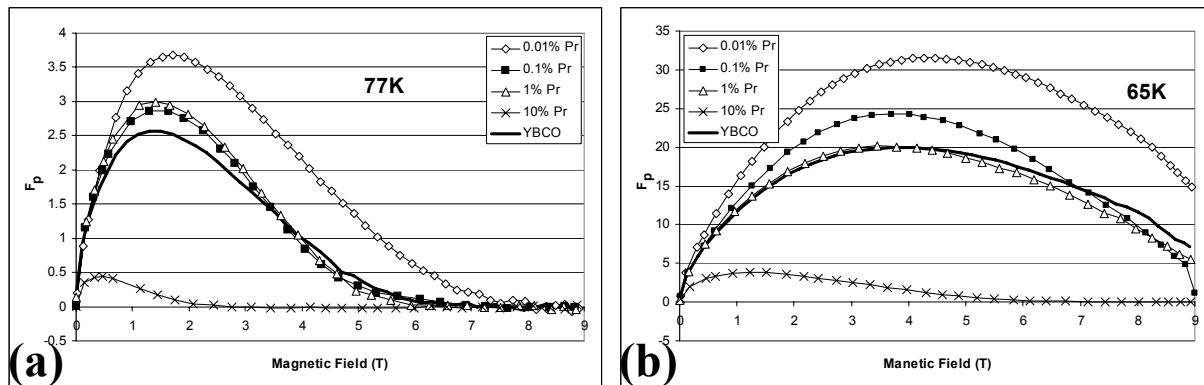 4
3.5
3
2.5
2
1.5
1
0.5
0
-0.5
F_p
0.01% Pr
0.1% Pr
1% Pr
10% Pr
YBCO
77K
0 1 2 3 4 5 6 7 8 9
Magnetic Field (T)
(a)
35
30
25
20
15
10
5
0
-5
F_p
0.01% Pr
0.1% Pr
1% Pr
10% Pr
YBCO
65K
0 1 2 3 4 5 6 7 8 9
Manetic Field (T)
(b)